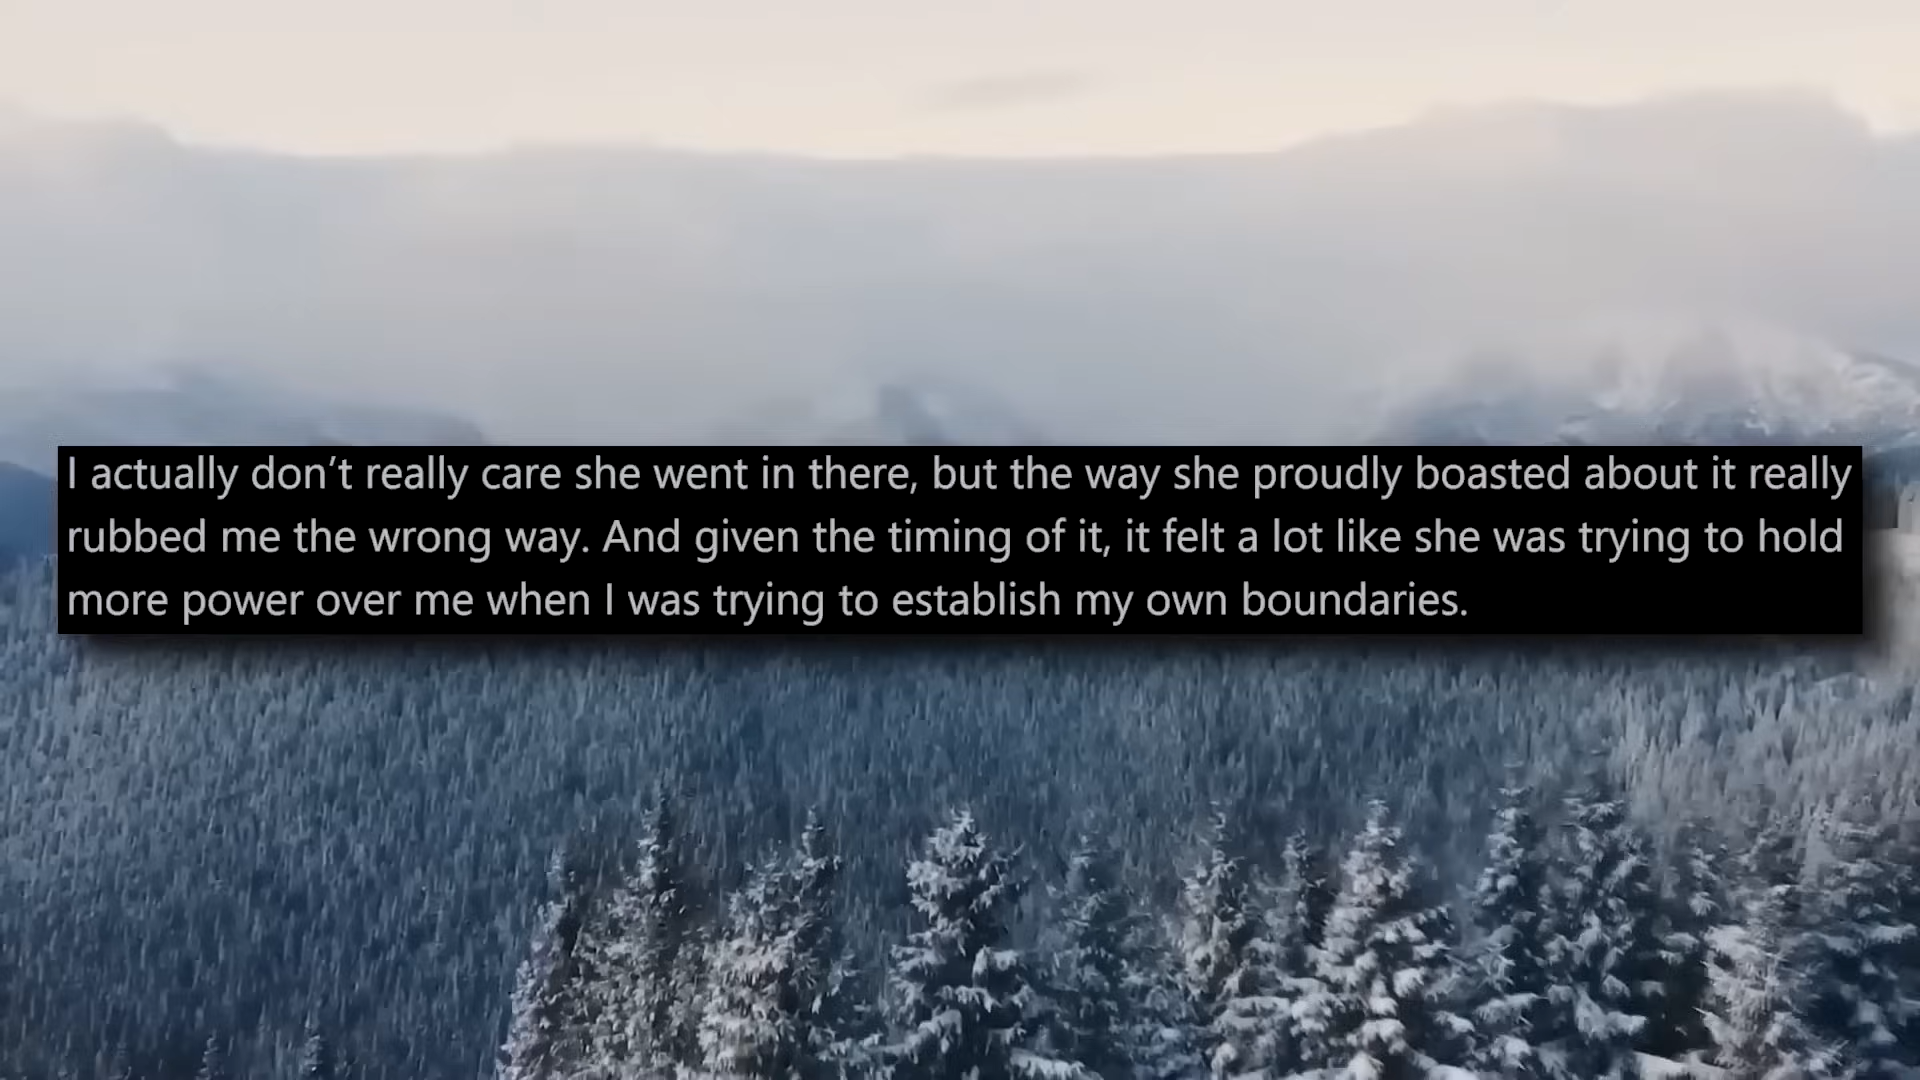 I actually don’t really care she went in there, but the way she proudly boasted about it really
rubbed me the wrong way. And given the timing of it, it felt a lot like she was trying to hold
more power over me when I was trying to establish my own boundaries.